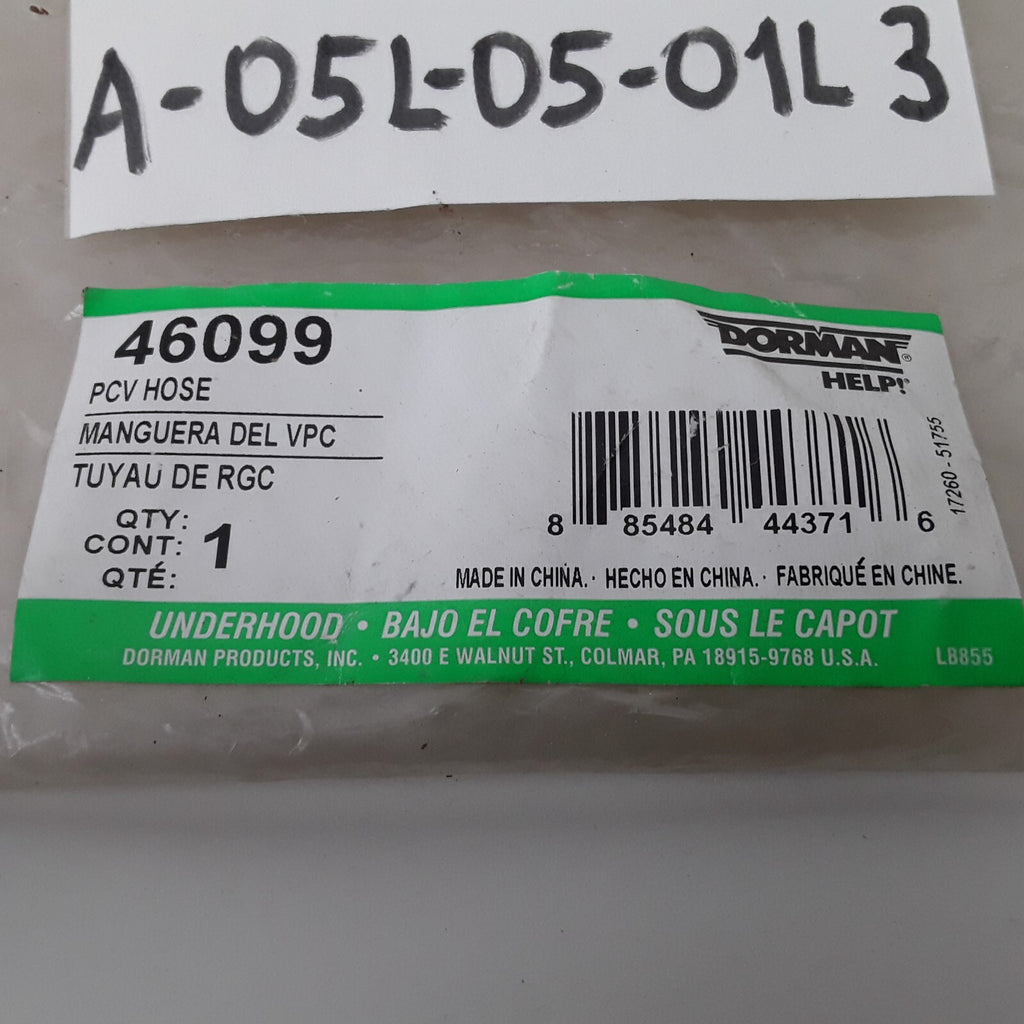 A-05L-05-01L 3
46099
DORMAN®
HELP!®
PCV HOSE
MANGUERA DEL VPC
TUYAU DE RGC
QTY:
CONT: 1
QTÉ:
8 85484 44371 6
17260 - 51755
MADE IN CHINA. · HECHO EN CHINA. · FABRIQUÉ EN CHINE.
UNDERHOOD • BAJO EL COFRE • SOUS LE CAPOT
DORMAN PRODUCTS, INC. • 3400 E WALNUT ST., COLMAR, PA 18915-9768 U.S.A.
LB855